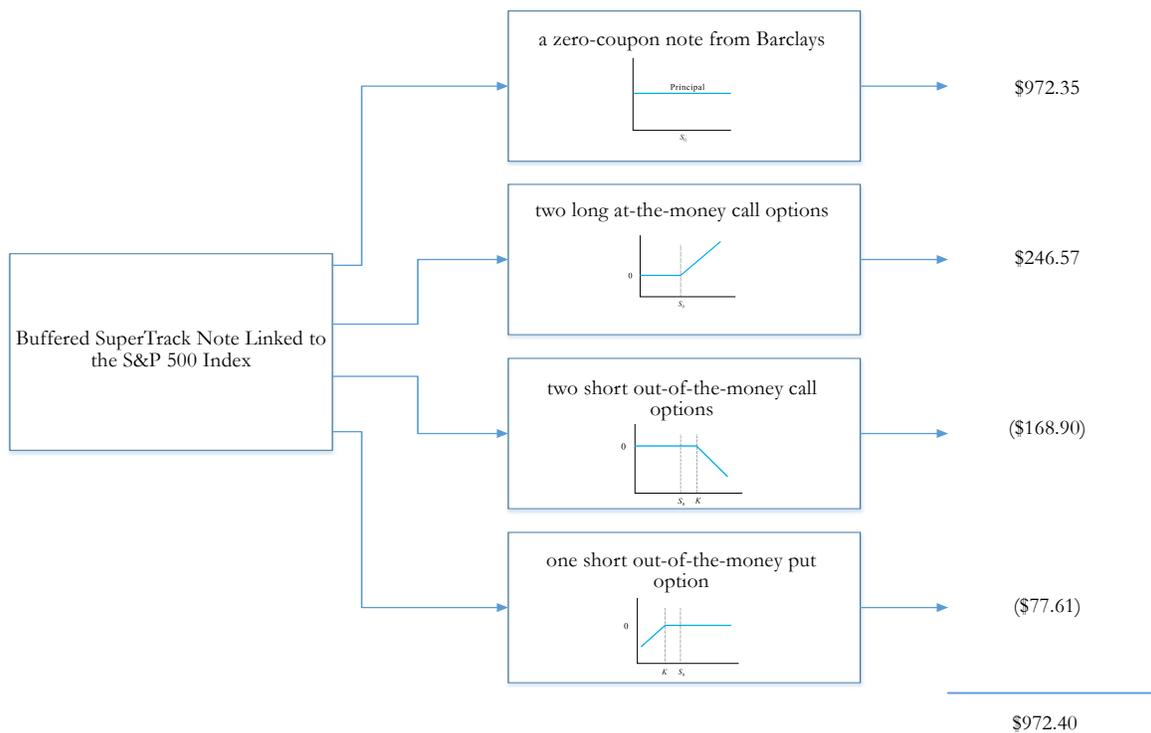 a zero-coupon note from Barclays
Principal
S₀
$972.35
two long at-the-money call options
0
S₀
$246.57
Buffered SuperTrack Note Linked to
the S&P 500 Index
two short out-of-the-money call
options
0
S₀ K
($168.90)
one short out-of-the-money put
option
0
K S₀
($77.61)
$972.40